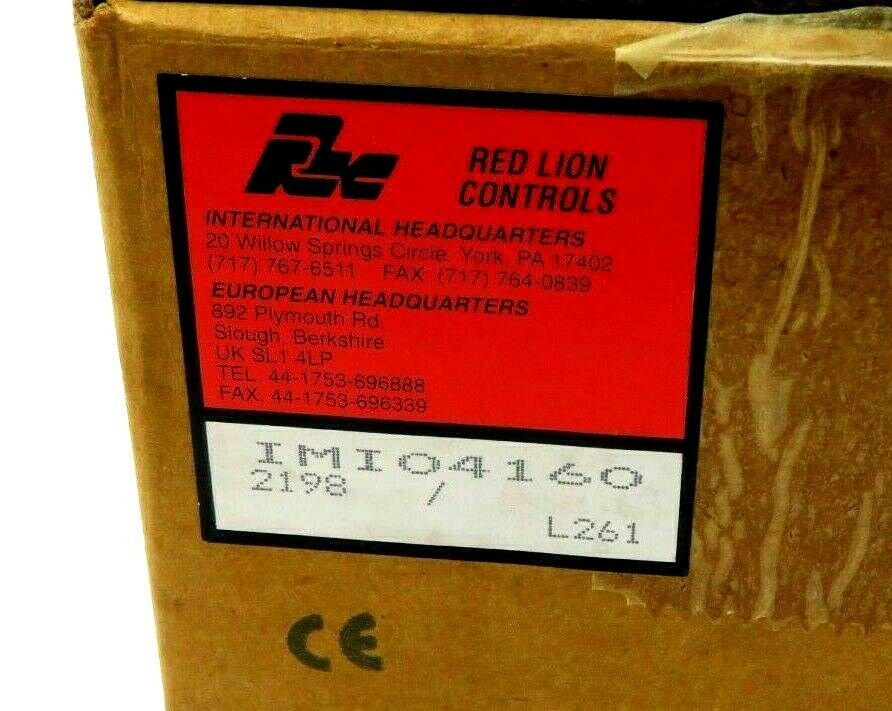 RLC
RED LION
CONTROLS
INTERNATIONAL HEADQUARTERS
20 Willow Springs Circle, York, PA 17402
(717) 767-6511 FAX (717) 764-0839
EUROPEAN HEADQUARTERS
892 Plymouth Rd.
Slough, Berkshire
UK SL1 4LP
TEL. 44-1753-696888
FAX. 44-1753-696339
IMI04160
2198 /
L261
CE